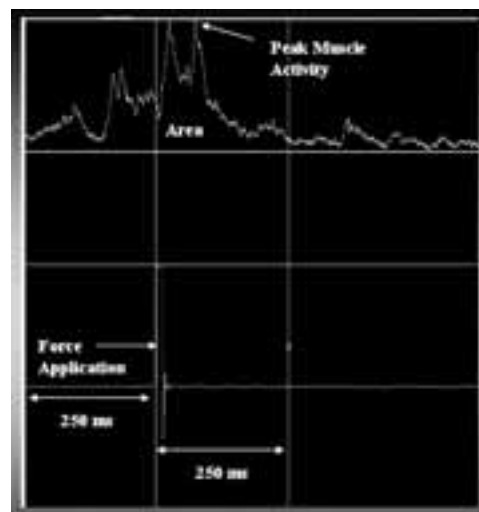 Peak Muscle
Activity
Area
Force
Application
250 ms
250 ms